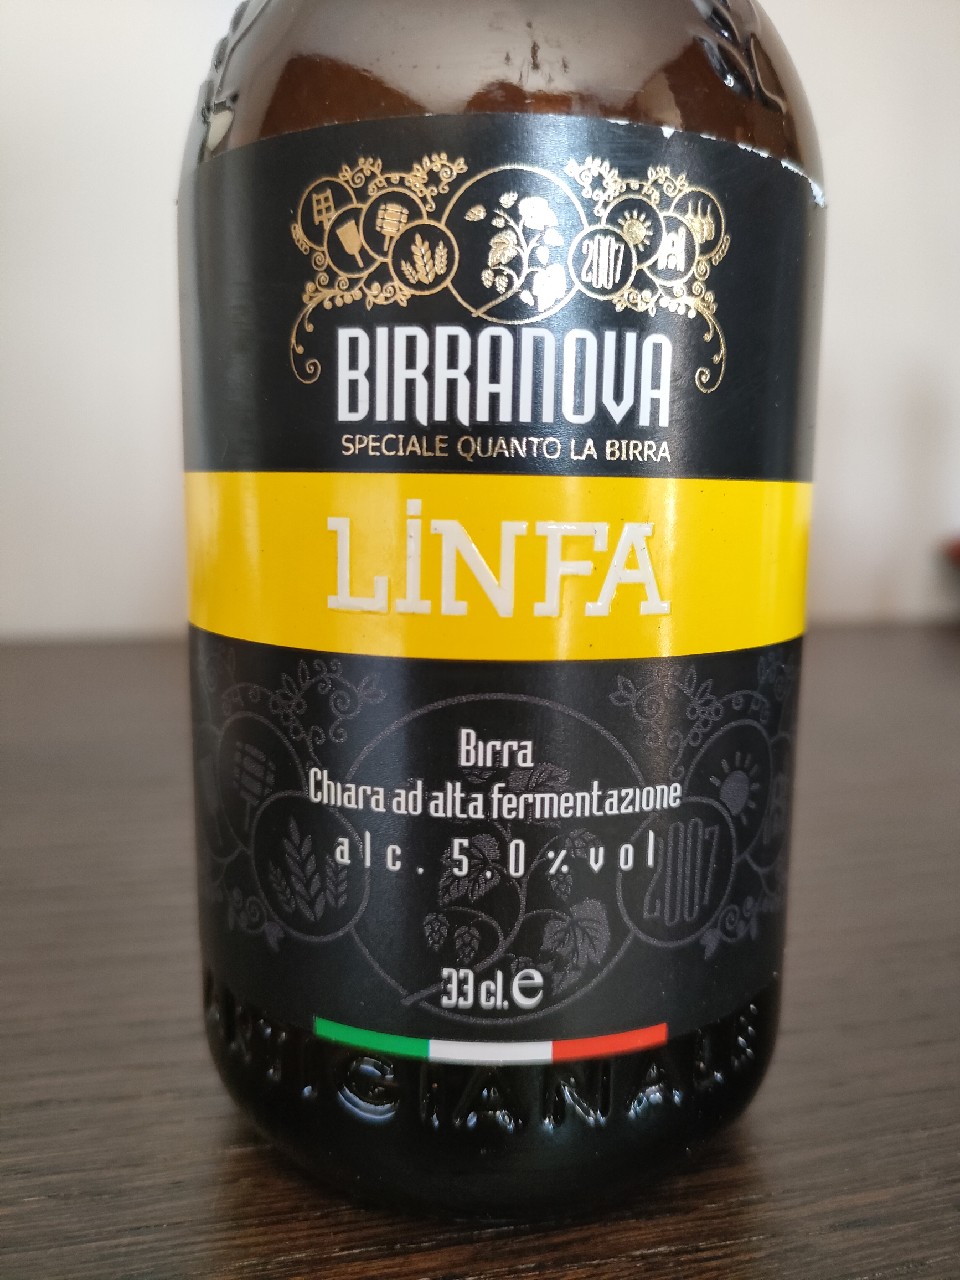 2007
BIRRANOVA
SPECIALE QUANTO LA BIRRA
LiNFA
Birra
Chiara ad alta fermentazione
alc. 5.0% vol
2007
33 cl. e